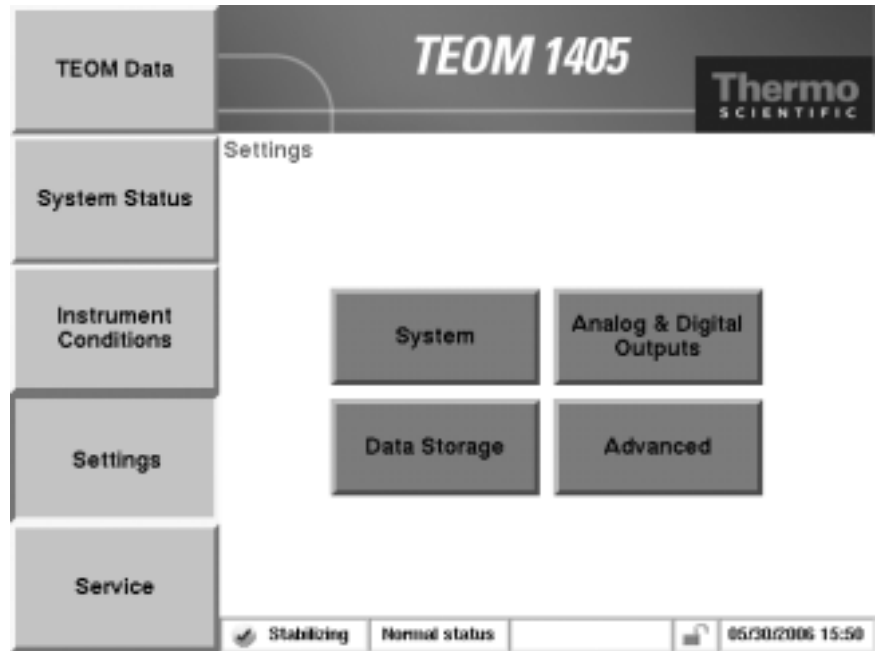 TEOM Data
TEOM 1405
Thermo
SCIENTIFIC
Settings
System Status
Instrument
Conditions
System
Analog & Digital
Outputs
Settings
Data Storage
Advanced
Service
Stabilizing
Normal status
05/30/2006 15:50